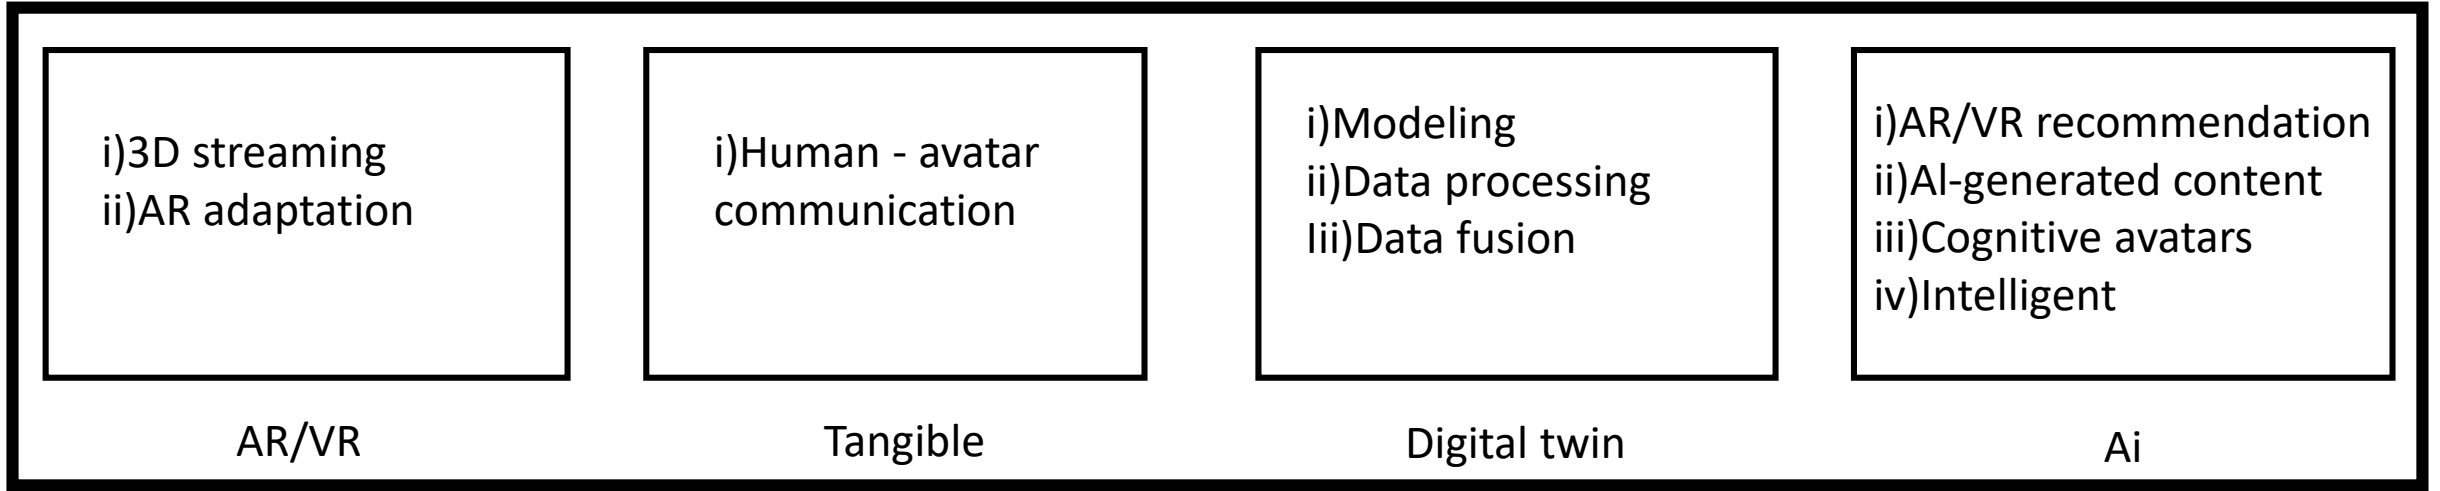 i)3D streaming
ii)AR adaptation
i)Human - avatar
communication
i)Modeling
ii)Data processing
Iii)Data fusion
i)AR/VR recommendation
ii)Al-generated content
iii)Cognitive avatars
iv)Intelligent
AR/VR
Tangible
Digital twin
Ai